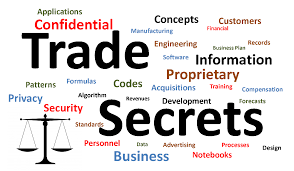 Applications
Confidential
Concepts
Customers
Manufacturing
Financial
Trade
Engineering
Business Plan
Records
Software
Information
Patterns
Formulas
Codes
Proprietary
Privacy
Algorithm
Acquisitions
Training
Compensation
Security
Revenues
Development
Forecasts
Standards
Secrets
Personnel
Data
Advertising
Processes
Design
Business
Notebooks